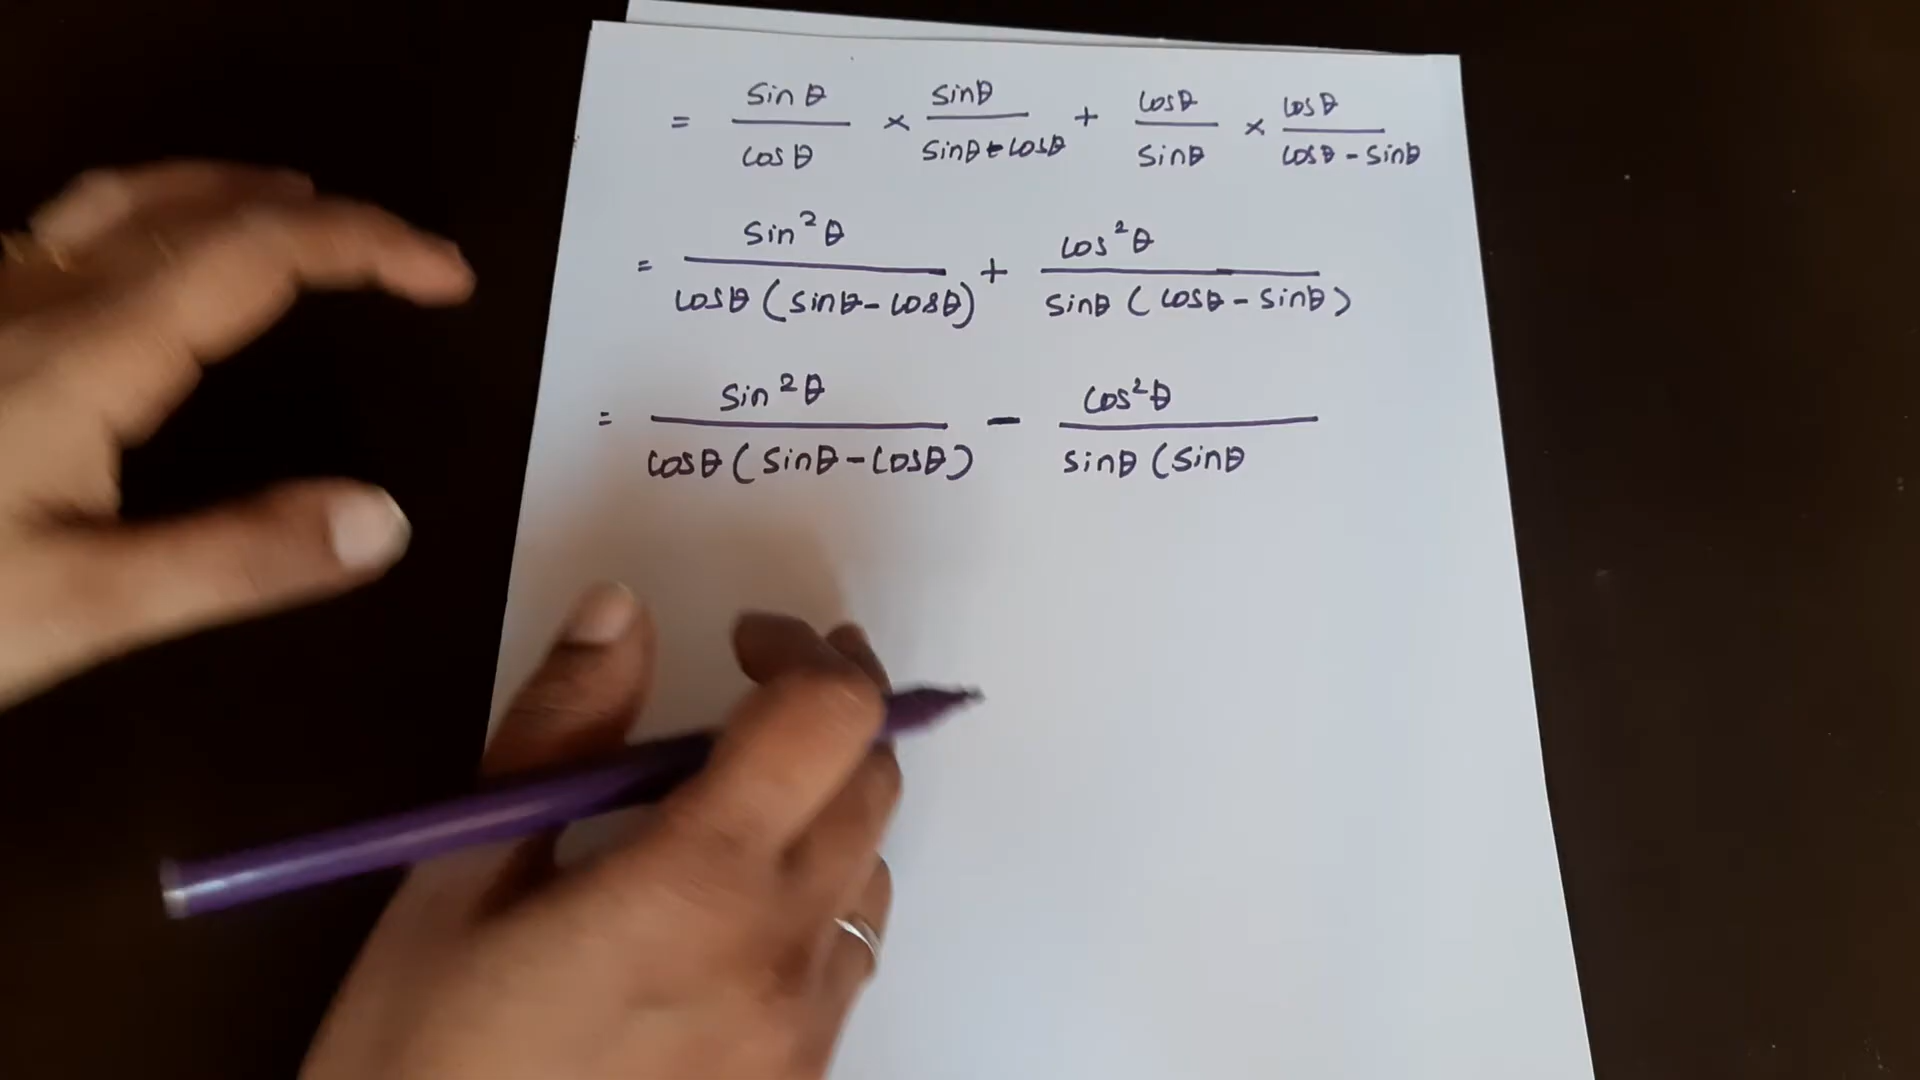 = sinθ/cosθ × sinθ/sinθ-cosθ + cosθ/sinθ × cosθ/cosθ - sinθ
= sin²θ/cosθ (sinθ - cosθ) + cos²θ/sinθ (cosθ - sinθ)
= sin²θ/cosθ (sinθ - cosθ) - cos²θ/sinθ (sinθ